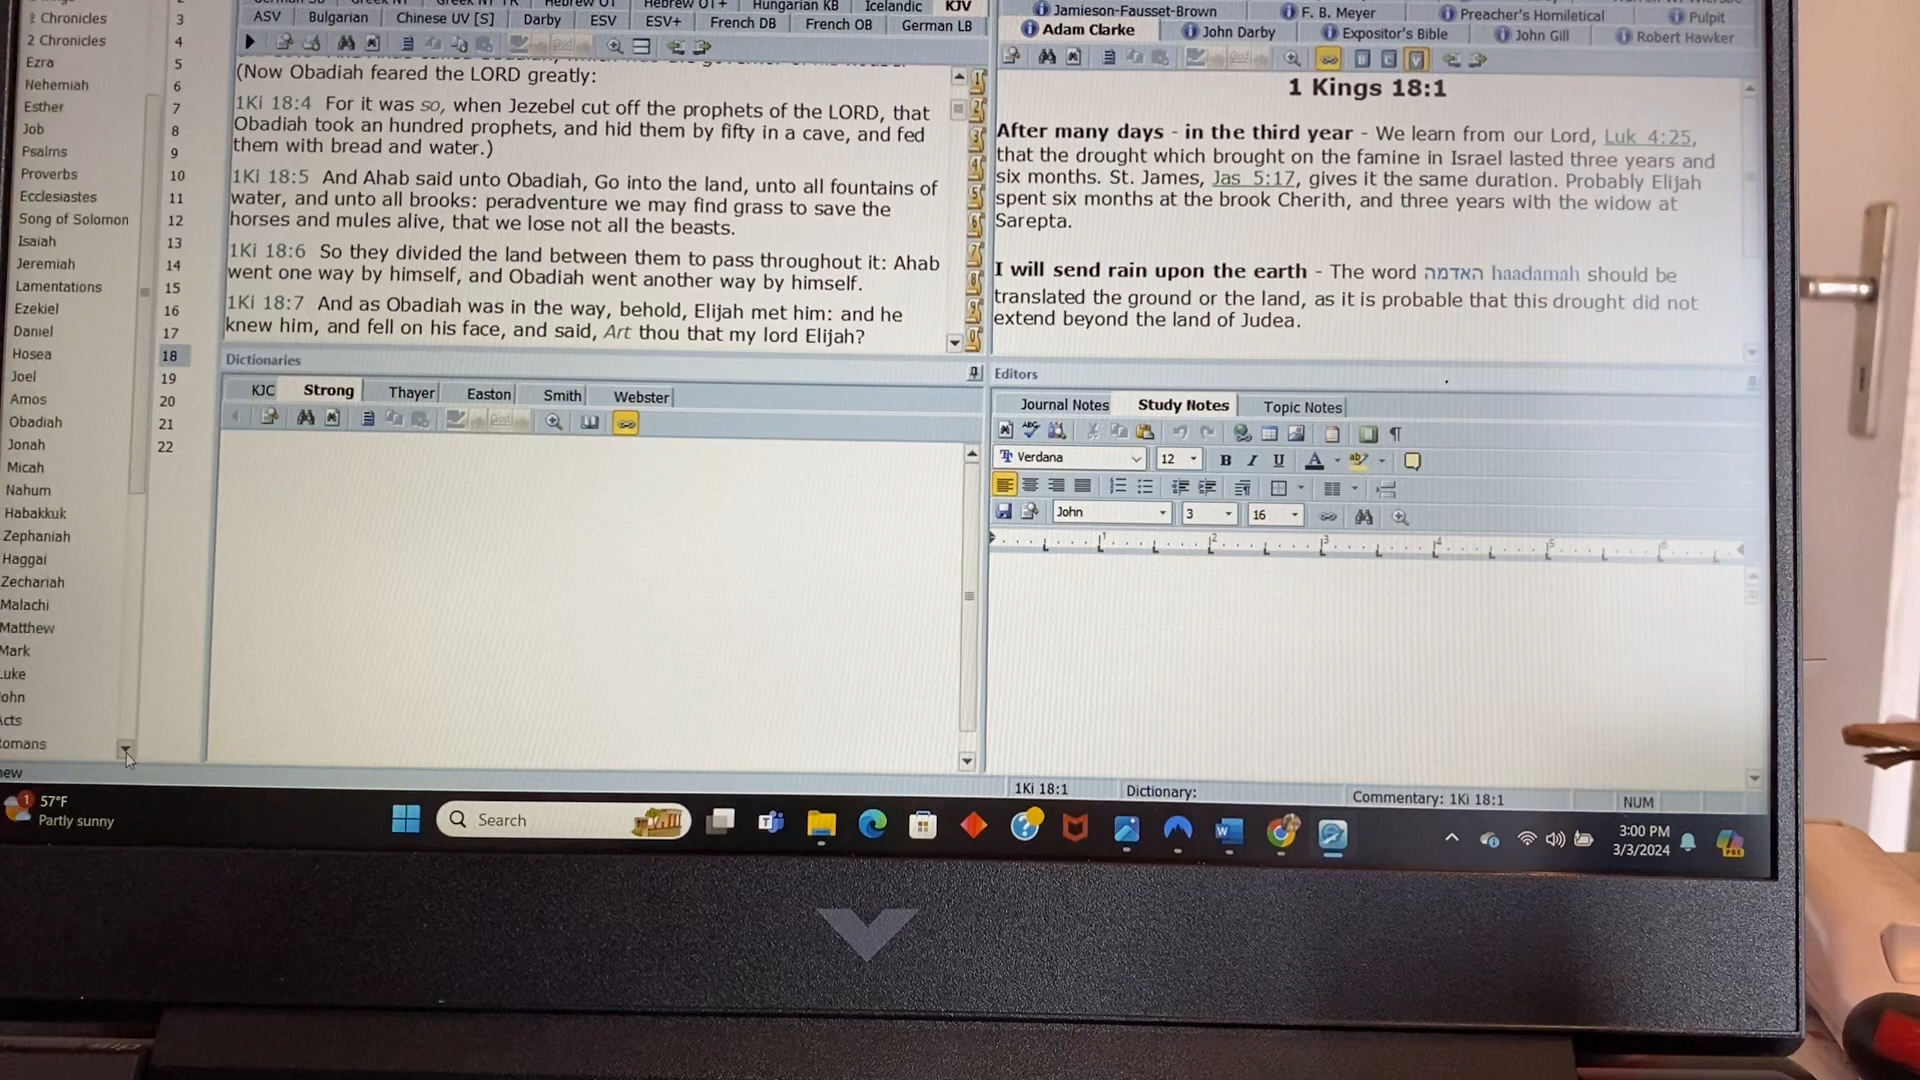 2 Chronicles
2 Chronicles
Ezra
Nehemiah
Esther
Job
Psalms
Proverbs
Ecclesiastes
Song of Solomon
Isaiah
Jeremiah
Lamentations
Ezekiel
Daniel
Hosea
Joel
Amos
Obadiah
Jonah
Micah
Nahum
Habakkuk
Zephaniah
Haggai
Zechariah
Malachi
Matthew
Mark
Luke
John
Acts
Romans
3
4
5
6
7
8
9
10
11
12
13
14
15
16
17
18
19
20
21
22
Hungarian KB Icelandic KJV
ASV Bulgarian Chinese UV [S] Darby ESV ESV+ French DB French OB German LB
(Now Obadiah feared the LORD greatly:
1Ki 18:4 For it was so, when Jezebel cut off the prophets of the LORD, that
Obadiah took an hundred prophets, and hid them by fifty in a cave, and fed
them with bread and water.)
1Ki 18:5 And Ahab said unto Obadiah, Go into the land, unto all fountains of
water, and unto all brooks: peradventure we may find grass to save the
horses and mules alive, that we lose not all the beasts.
1Ki 18:6 So they divided the land between them to pass throughout it: Ahab
went one way by himself, and Obadiah went another way by himself.
1Ki 18:7 And as Obadiah was in the way, behold, Elijah met him: and he
knew him, and fell on his face, and said, Art thou that my lord Elijah?
Jamieson-Fausset-Brown F. B. Meyer Preacher's Homiletical Pulpit
Adam Clarke John Darby Expositor's Bible John Gill Robert Hawker
1 Kings 18:1
After many days - in the third year - We learn from our Lord, Luk 4:25,
that the drought which brought on the famine in Israel lasted three years and
six months. St. James, Jas 5:17, gives it the same duration. Probably Elijah
spent six months at the brook Cherith, and three years with the widow at
Sarepta.
I will send rain upon the earth - The word האדמה haadamah should be
translated the ground or the land, as it is probable that this drought did not
extend beyond the land of Judea.
Dictionaries
KJC Strong Thayer Easton Smith Webster
Editors
Journal Notes Study Notes Topic Notes
Verdana 12 B I U A
John 3 16
1 2 3 4 5 6
1Ki 18:1 Dictionary: Commentary: 1Ki 18:1 NUM
1 57°F
Partly sunny
Search
3:00 PM
3/3/2024